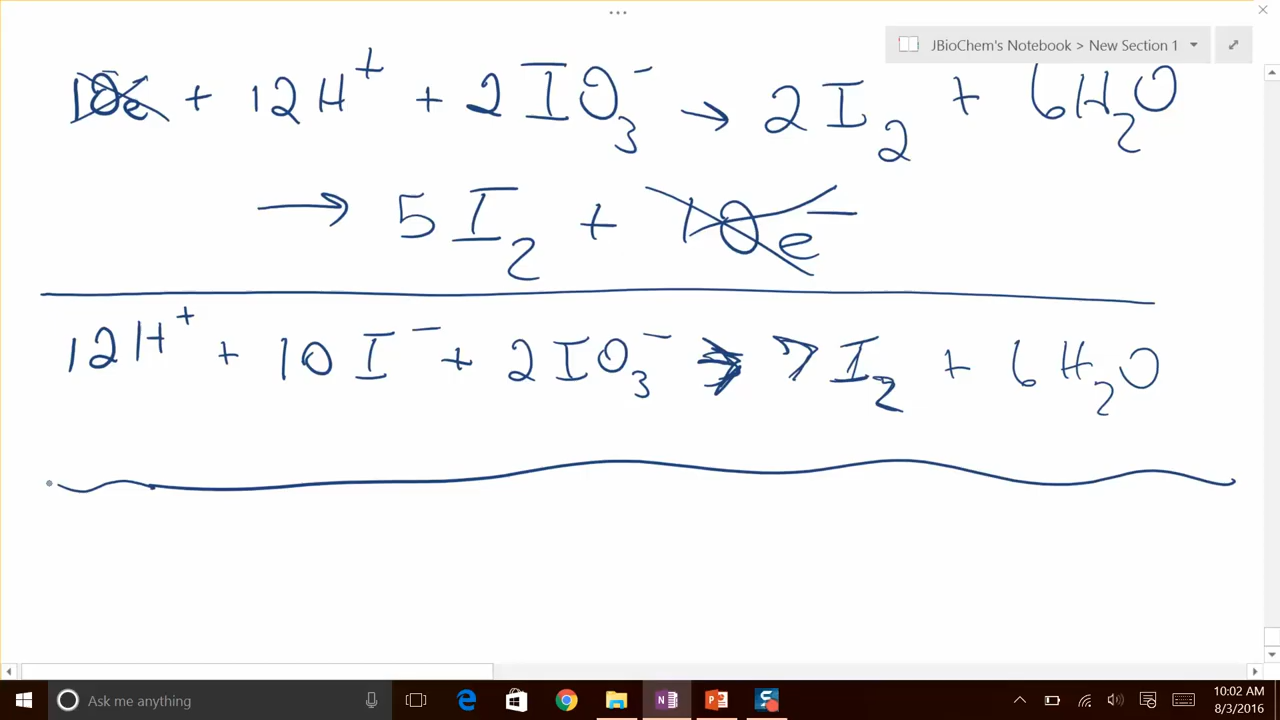 JBioChem's Notebook > New Section 1
10e⁻ + 12H⁺ + 2IO₃⁻ → 2I₂ + 6H₂O
→ 5I₂ + 10e⁻
12H⁺ + 10I⁻ + 2IO₃⁻ → 7I₂ + 6H₂O
Ask me anything
10:02 AM
8/3/2016